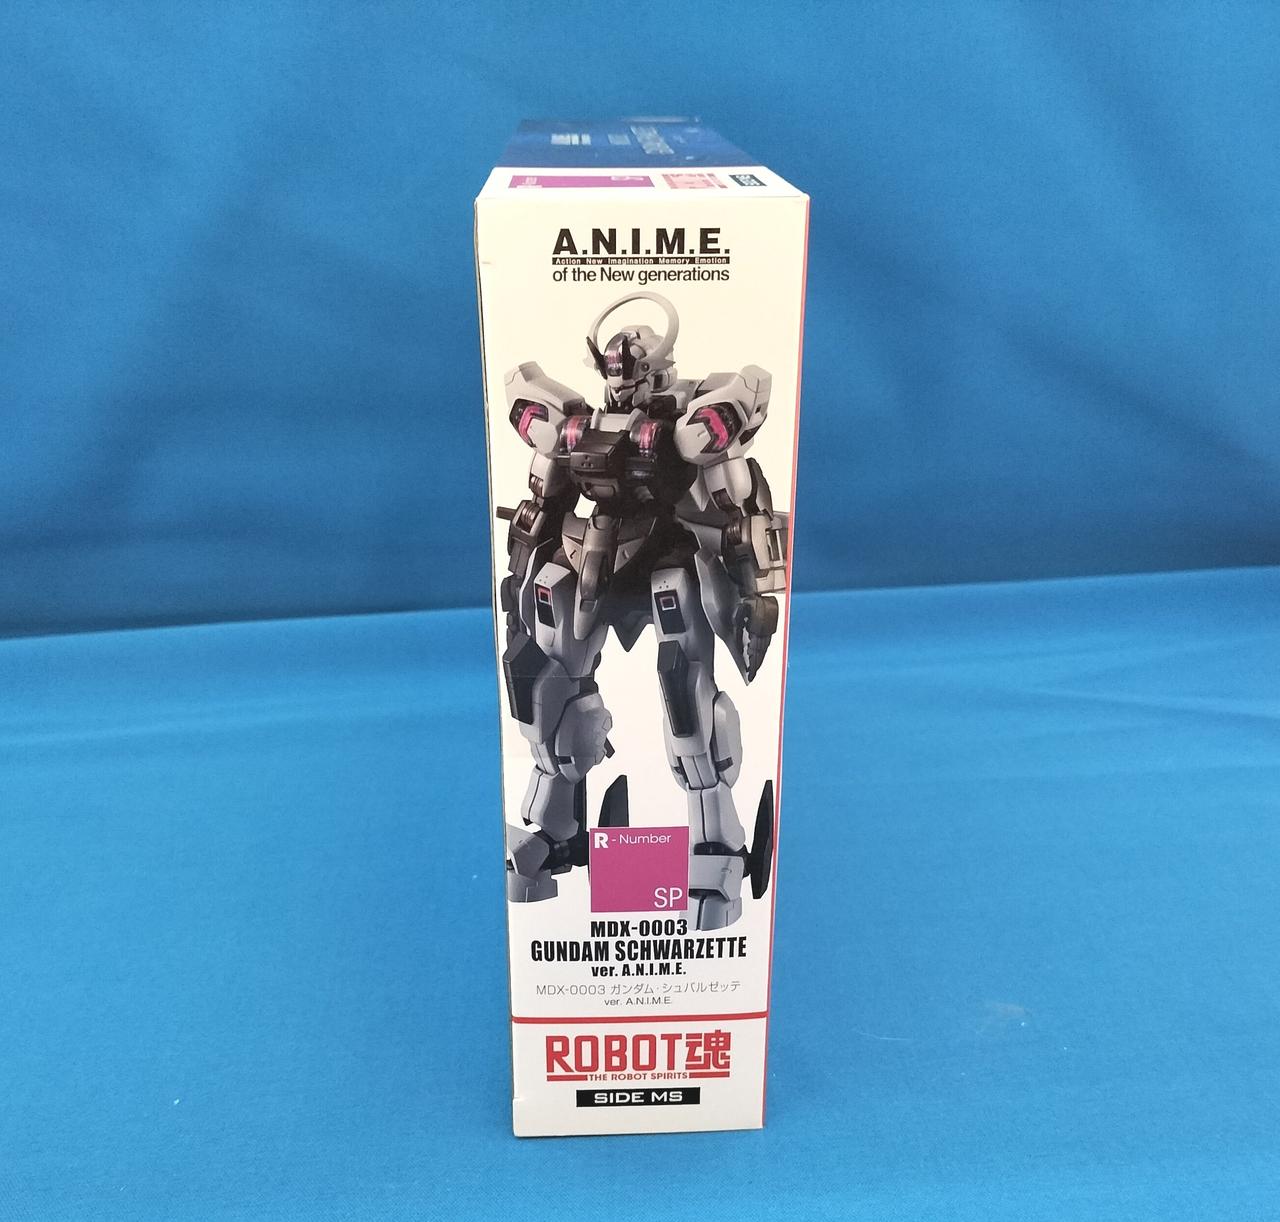 A.N.I.M.E.
Action New Imagination Memory Emotion
of the New generations
R - Number
SP
MDX-0003
GUNDAM SCHWARZETTE
ver. A.N.I.M.E.
MDX-0003 ガンダム・シュバルゼッテ
ver. A.N.I.M.E.
ROBOT魂
THE ROBOT SPIRITS
SIDE MS